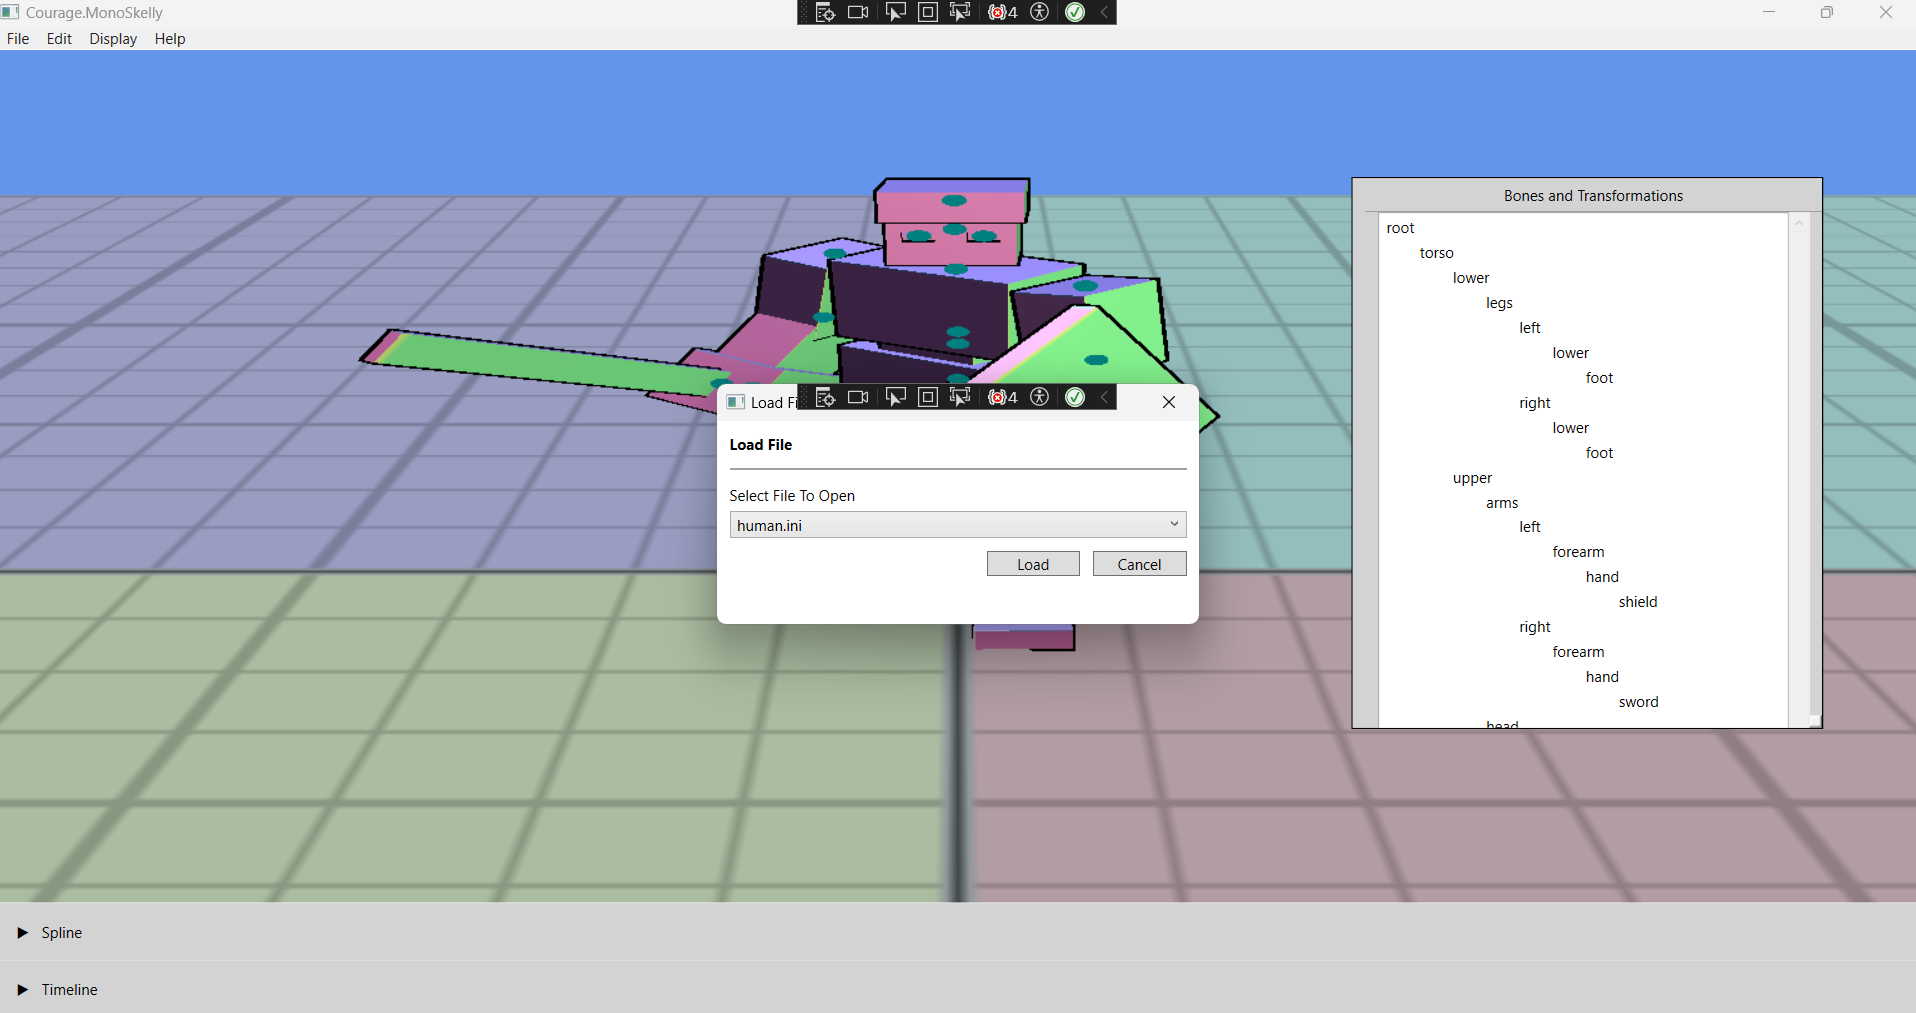 Courage.MonoSkelly
4
File Edit Display Help
Bones and Transformations
root
torso
lower
legs
left
lower
foot
right
lower
foot
upper
arms
left
forearm
hand
shield
right
forearm
hand
sword
head
Load Fi
4
Load File
Select File To Open
human.ini
Load Cancel
Spline
Timeline